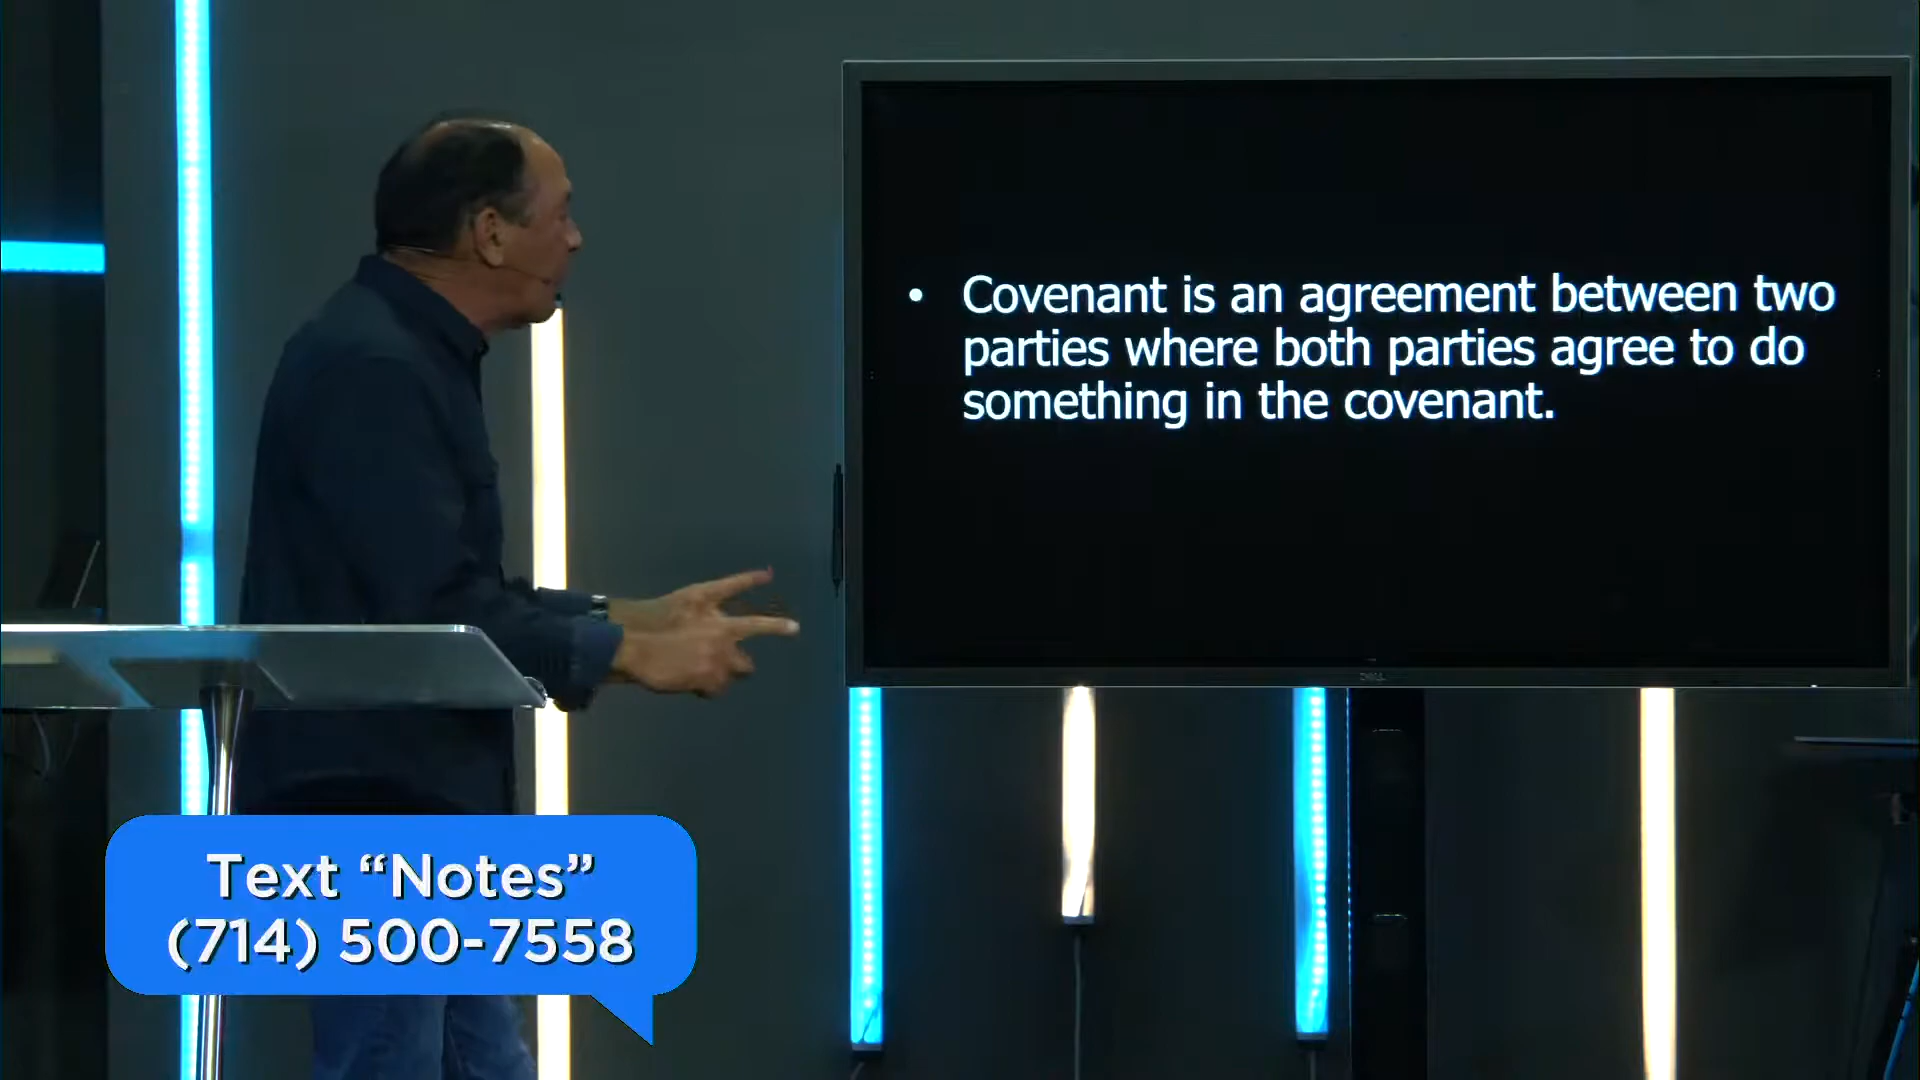 • Covenant is an agreement between two
parties where both parties agree to do
something in the covenant.
DELL
Text “Notes”
(714) 500-7558